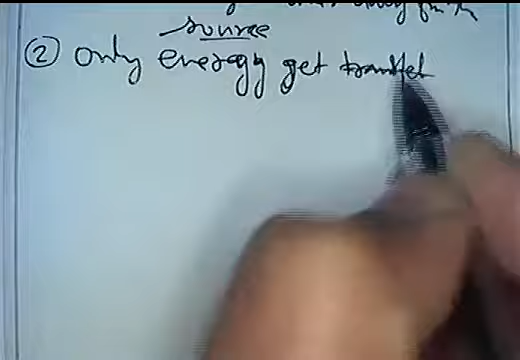 source
② only energy get transfer